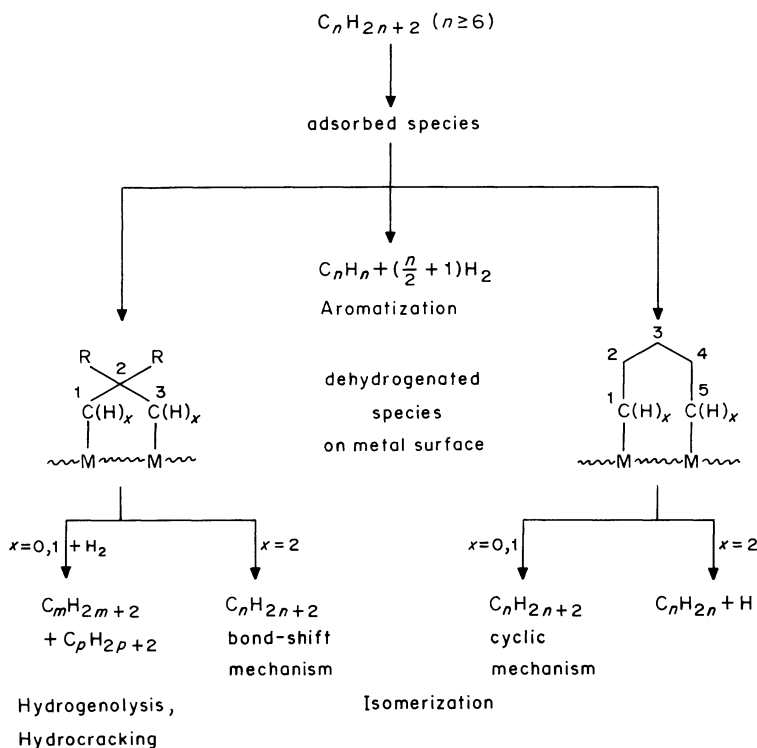 CₙH₂ₙ₊₂ (n≥6)
adsorbed species
CₙHₙ + (n/2 + 1)H₂
Aromatization
R R
2
1 3
C(H)ₓ C(H)ₓ
M M
dehydrogenated
species
on metal surface
3
2 4
1 5
C(H)ₓ C(H)ₓ
M M
x=0,1 + H₂
x=2
x=0,1
x=2
CₘH₂ₘ₊₂
+ CₚH₂ₚ₊₂
CₙH₂ₙ₊₂
bond-shift
mechanism
CₙH₂ₙ₊₂
cyclic
mechanism
CₙH₂ₙ + H
Hydrogenolysis,
Hydrocracking
Isomerization